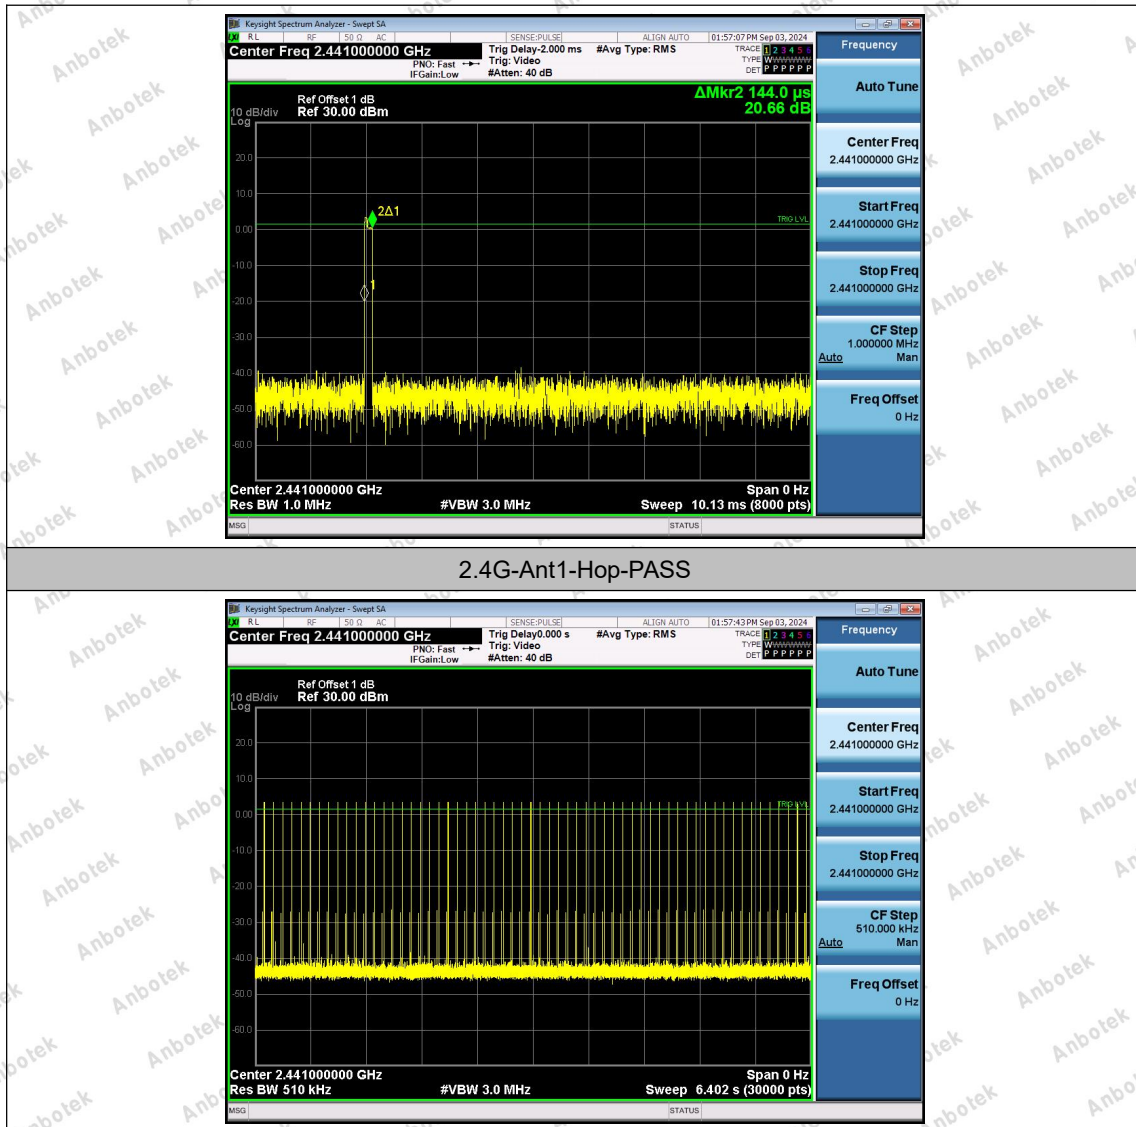 Keysight Spectrum Analyzer - Swept SA
RL RF 50 Ω AC SENSE:PULSE ALIGN AUTO 01:57:07 PM Sep 03, 2024
Center Freq 2.441000000 GHz
PNO: Fast
IFGain:Low
Trig Delay-2.000 ms
Trig: Video
#Atten: 40 dB
#Avg Type: RMS
TRACE 1 2 3 4 5 6
TYPE WWWWWW
DET P P P P P P
ΔMkr2 144.0 µs
20.66 dB
Ref Offset 1 dB
10 dB/div Ref 30.00 dBm
Log
20.0
10.0
0.00
-10.0
-20.0
-30.0
-40.0
-50.0
-60.0
2Δ1
1
TRIG LVL
Center 2.441000000 GHz Span 0 Hz
Res BW 1.0 MHz #VBW 3.0 MHz Sweep 10.13 ms (8000 pts)
MSG STATUS
Frequency
Auto Tune
Center Freq
2.441000000 GHz
Start Freq
2.441000000 GHz
Stop Freq
2.441000000 GHz
CF Step
1.000000 MHz
Auto Man
Freq Offset
0 Hz
2.4G-Ant1-Hop-PASS
Keysight Spectrum Analyzer - Swept SA
RL RF 50 Ω AC SENSE:PULSE ALIGN AUTO 01:57:43 PM Sep 03, 2024
Center Freq 2.441000000 GHz
PNO: Fast
IFGain:Low
Trig Delay0.000 s
Trig: Video
#Atten: 40 dB
#Avg Type: RMS
TRACE 1 2 3 4 5 6
TYPE WWWWWW
DET P P P P P P
Ref Offset 1 dB
10 dB/div Ref 30.00 dBm
Log
20.0
10.0
0.00
-10.0
-20.0
-30.0
-40.0
-50.0
-60.0
TRIG LVL
Center 2.441000000 GHz Span 0 Hz
Res BW 510 kHz #VBW 3.0 MHz Sweep 6.402 s (30000 pts)
MSG STATUS
Frequency
Auto Tune
Center Freq
2.441000000 GHz
Start Freq
2.441000000 GHz
Stop Freq
2.441000000 GHz
CF Step
510.000 kHz
Auto Man
Freq Offset
0 Hz
Anbotek